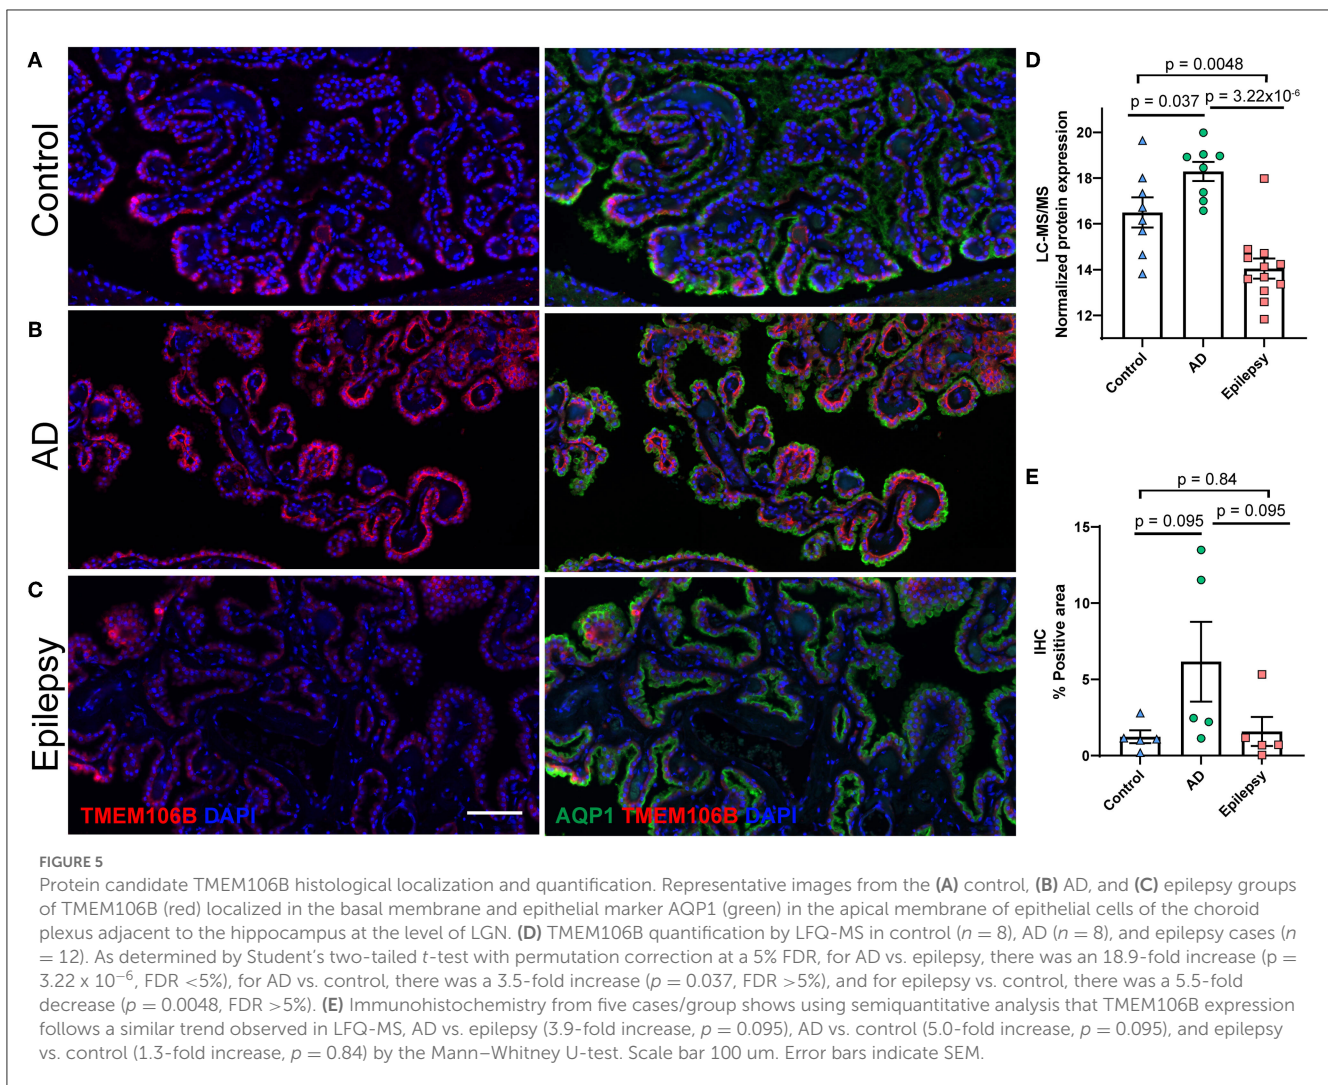 A
Control
B
AD
C
Epilepsy
TMEM106B DAPI
AQP1 TMEM106B DAPI
D
p = 0.0048
p = 0.037
p = 3.22x10⁻⁶
LC-MS/MS
Normalized protein expression
20
18
16
14
12
Control
AD
Epilepsy
E
p = 0.84
p = 0.095
p = 0.095
IHC
% Positive area
15
10
5
0
Control
AD
Epilepsy
FIGURE 5
Protein candidate TMEM106B histological localization and quantification. Representative images from the (A) control, (B) AD, and (C) epilepsy groups
of TMEM106B (red) localized in the basal membrane and epithelial marker AQP1 (green) in the apical membrane of epithelial cells of the choroid
plexus adjacent to the hippocampus at the level of LGN. (D) TMEM106B quantification by LFQ-MS in control (n = 8), AD (n = 8), and epilepsy cases (n
= 12). As determined by Student's two-tailed t-test with permutation correction at a 5% FDR, for AD vs. epilepsy, there was an 18.9-fold increase (p =
3.22 x 10⁻⁶, FDR <5%), for AD vs. control, there was a 3.5-fold increase (p = 0.037, FDR >5%), and for epilepsy vs. control, there was a 5.5-fold
decrease (p = 0.0048, FDR >5%). (E) Immunohistochemistry from five cases/group shows using semiquantitative analysis that TMEM106B expression
follows a similar trend observed in LFQ-MS, AD vs. epilepsy (3.9-fold increase, p = 0.095), AD vs. control (5.0-fold increase, p = 0.095), and epilepsy
vs. control (1.3-fold increase, p = 0.84) by the Mann–Whitney U-test. Scale bar 100 um. Error bars indicate SEM.